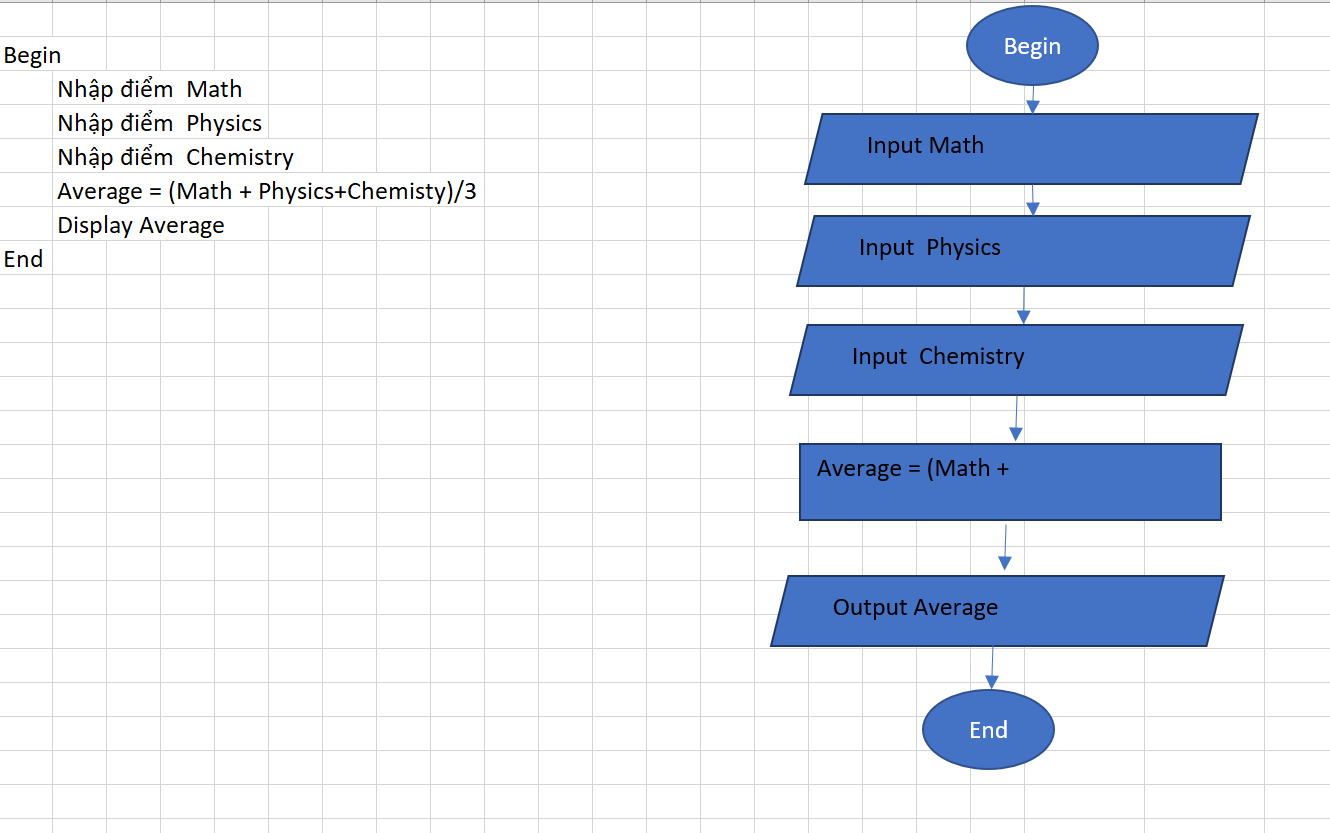 Begin
Nhập điểm  Math
Nhập điểm  Physics
Nhập điểm  Chemistry
Average = (Math + Physics+Chemisty)/3
Display Average
End
Begin
Input Math
Input  Physics
Input  Chemistry
Average = (Math +
Output Average
End